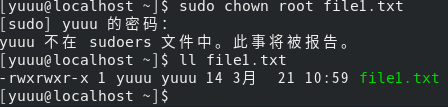 [yuuu@localhost ~]$ sudo chown root file1.txt
[sudo] yuuu 的密码：
yuuu 不在 sudoers 文件中。此事将被报告。
[yuuu@localhost ~]$ ll file1.txt
-rwxrwxr-x 1 yuuu yuuu 14 3月  21 10:59 file1.txt
[yuuu@localhost ~]$